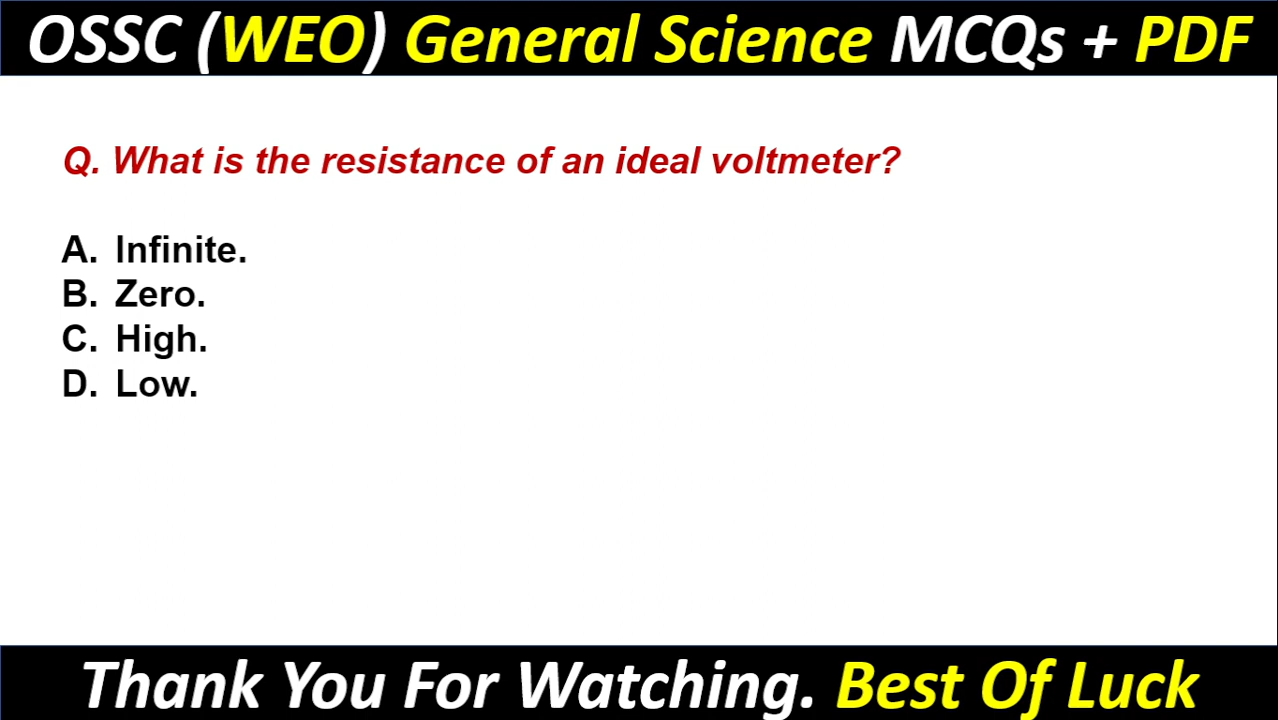 OSSC (WEO) General Science MCQs + PDF
Q. What is the resistance of an ideal voltmeter?
A. Infinite.
B. Zero.
C. High.
D. Low.
Thank You For Watching. Best Of Luck